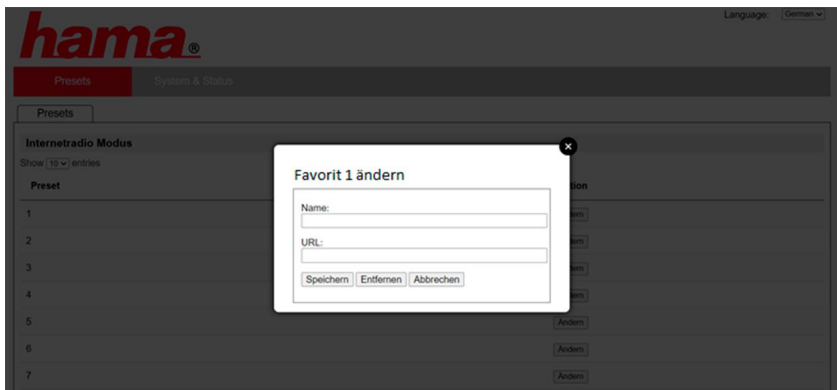 Language: German
hama®
Presets System & Status
Presets
Internetradio Modus
Show 10 entries
Preset
Favorit 1 ändern
Name:
URL:
Speichern Entfernen Abbrechen
1
2
3
4
5 Ändern
6 Ändern
7 Ändern